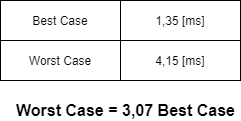 Best Case 1,35 [ms]
Worst Case 4,15 [ms]
Worst Case = 3,07 Best Case